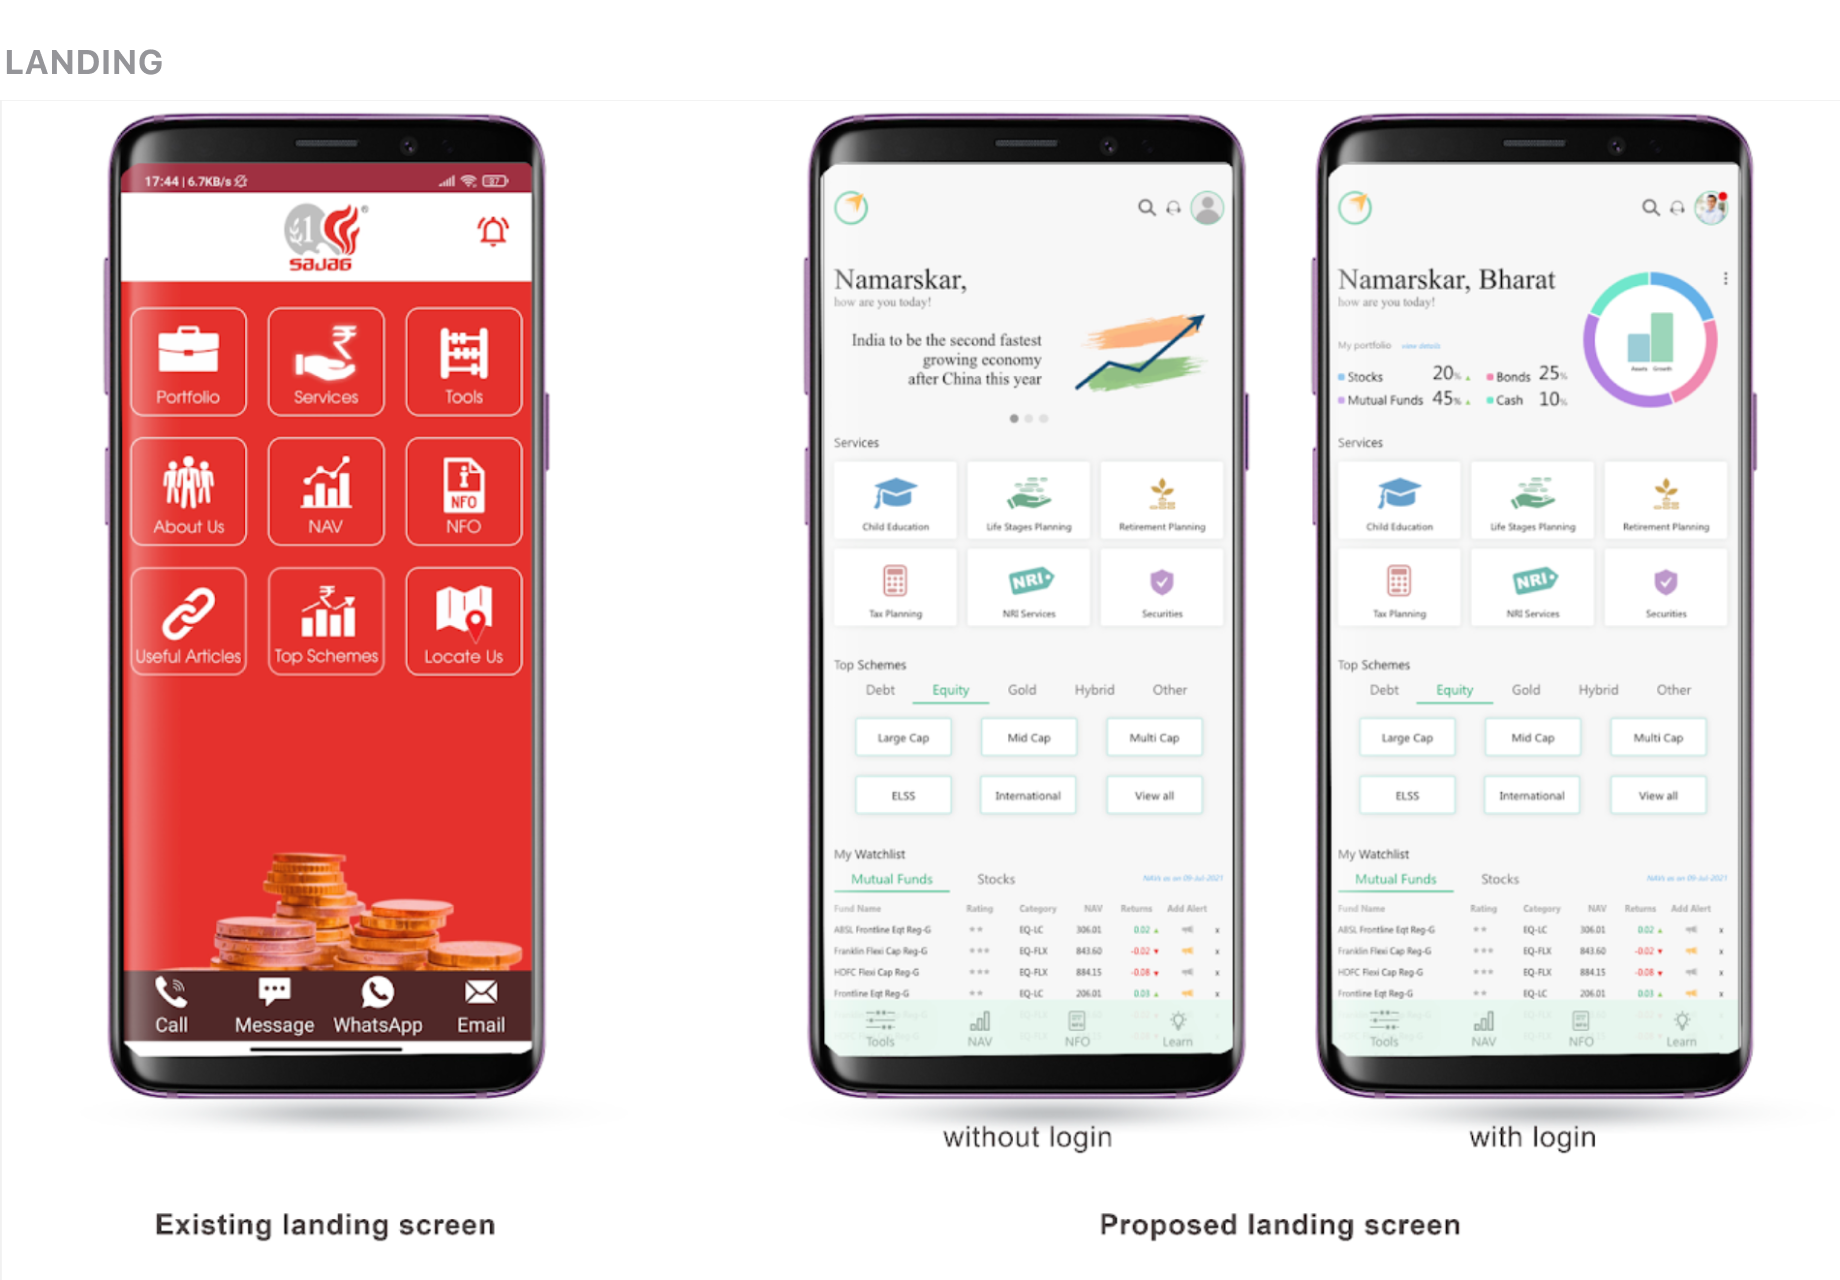 LANDING
17:44 | 6.7KB/s
37
1
SaJaG
Portfolio
Services
Tools
About Us
NAV
NFO
NFO
Useful Articles
Top Schemes
Locate Us
Call
Message
WhatsApp
Email
Existing landing screen
Namarskar,
how are you today!
India to be the second fastest
growing economy
after China this year
Services
Child Education
Life Stages Planning
Retirement Planning
NRI
Tax Planning
NRI Services
Securities
Top Schemes
Debt Equity Gold Hybrid Other
Large Cap Mid Cap Multi Cap
ELSS International View all
My Watchlist
Mutual Funds Stocks NAVs as on 09-Jul-2021
Fund Name Rating Category NAV Returns Add Alert
ABSL Frontline Eqt Reg-G ** EQ-LC 306.01 0.02 x
Franklin Flexi Cap Reg-G *** EQ-FLX 843.60 -0.02 x
HDFC Flexi Cap Reg-G *** EQ-FLX 884.15 -0.08 x
Frontline Eqt Reg-G ** EQ-LC 206.01 0.03 x
Tools NAV NFO Learn
without login
Namarskar, Bharat
how are you today!
My portfolio view details
Stocks 20% Bonds 25%
Mutual Funds 45% Cash 10%
Assets Growth
Services
Child Education
Life Stages Planning
Retirement Planning
NRI
Tax Planning
NRI Services
Securities
Top Schemes
Debt Equity Gold Hybrid Other
Large Cap Mid Cap Multi Cap
ELSS International View all
My Watchlist
Mutual Funds Stocks NAVs as on 09-Jul-2021
Fund Name Rating Category NAV Returns Add Alert
ABSL Frontline Eqt Reg-G ** EQ-LC 306.01 0.02 x
Franklin Flexi Cap Reg-G *** EQ-FLX 843.60 -0.02 x
HDFC Flexi Cap Reg-G *** EQ-FLX 884.15 -0.08 x
Frontline Eqt Reg-G ** EQ-LC 206.01 0.03 x
Tools NAV NFO Learn
with login
Proposed landing screen